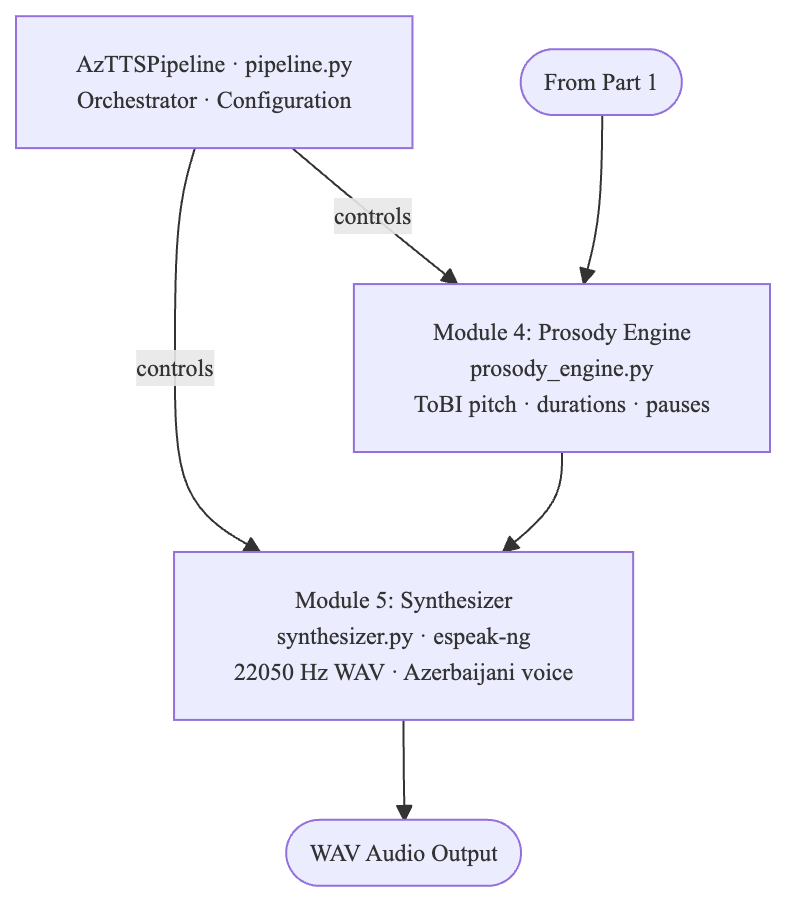 AzTTSPipeline · pipeline.py
Orchestrator · Configuration
From Part 1
controls
Module 4: Prosody Engine
prosody_engine.py
ToBI pitch · durations · pauses
controls
Module 5: Synthesizer
synthesizer.py · espeak-ng
22050 Hz WAV · Azerbaijani voice
WAV Audio Output